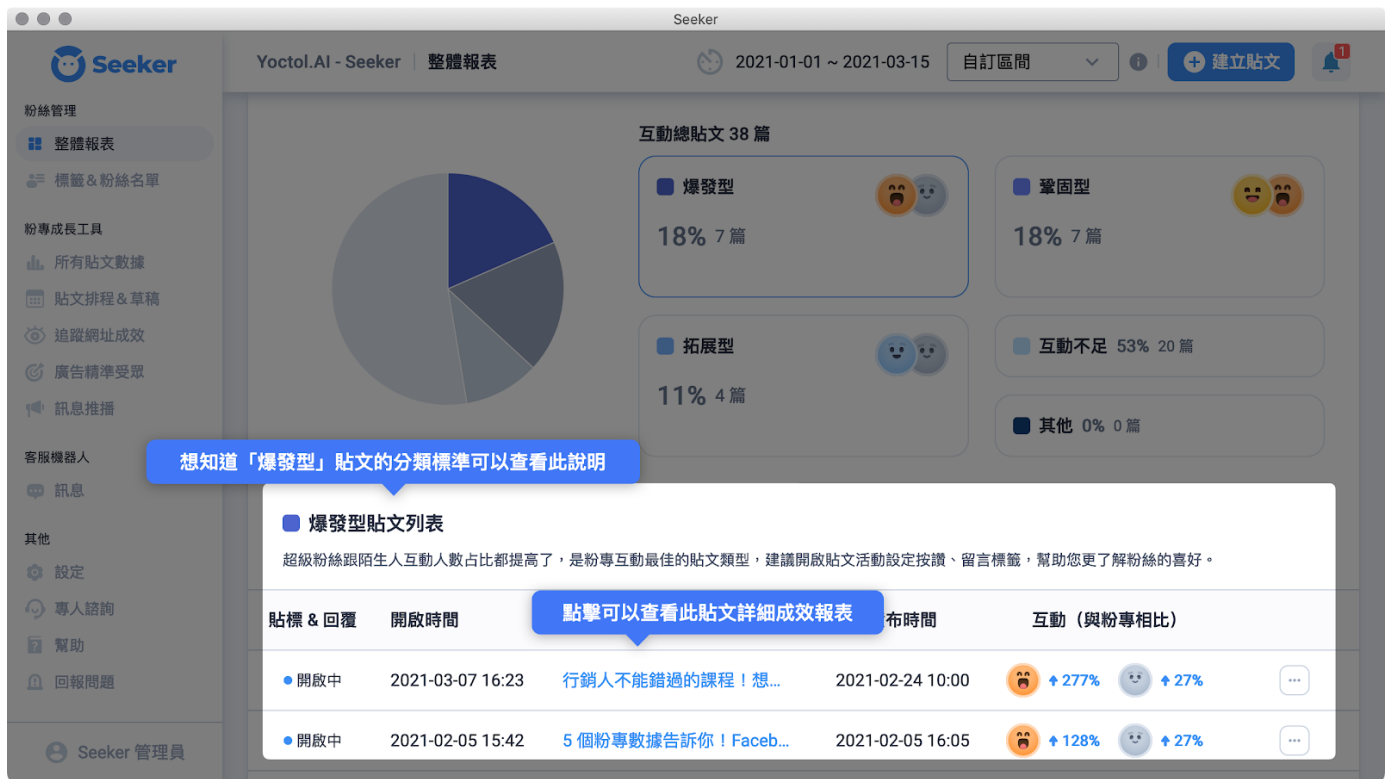 Seeker
Seeker
Yoctol.AI - Seeker
整體報表
2021-01-01 ~ 2021-03-15
自訂區間
建立貼文
1
粉絲管理
整體報表
標籤&粉絲名單
粉專成長工具
所有貼文數據
貼文排程&草稿
追蹤網址成效
廣告精準受眾
訊息推播
客服機器人
訊息
其他
設定
專人諮詢
幫助
回報問題
Seeker 管理員
互動總貼文 38 篇
爆發型
18% 7 篇
鞏固型
18% 7 篇
拓展型
11% 4 篇
互動不足 53% 20 篇
其他 0% 0 篇
想知道「爆發型」貼文的分類標準可以查看此說明
爆發型貼文列表
超級粉絲跟陌生人互動人數占比都提高了，是粉專互動最佳的貼文類型，建議開啟貼文活動設定按讚、留言標籤，幫助您更了解粉絲的喜好。
點擊可以查看此貼文詳細成效報表
貼標 & 回覆 開啟時間 布時間 互動（與粉專相比）
開啟中 2021-03-07 16:23 行銷人不能錯過的課程！想... 2021-02-24 10:00 277% 27%
開啟中 2021-02-05 15:42 5 個粉專數據告訴你！Faceb... 2021-02-05 16:05 128% 27%